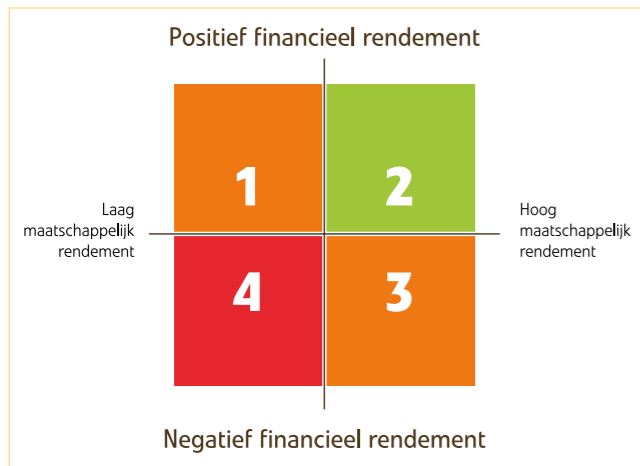 Positief financieel rendement
1
2
Laag
maatschappelijk
rendement
Hoog
maatschappelijk
rendement
4
3
Negatief financieel rendement